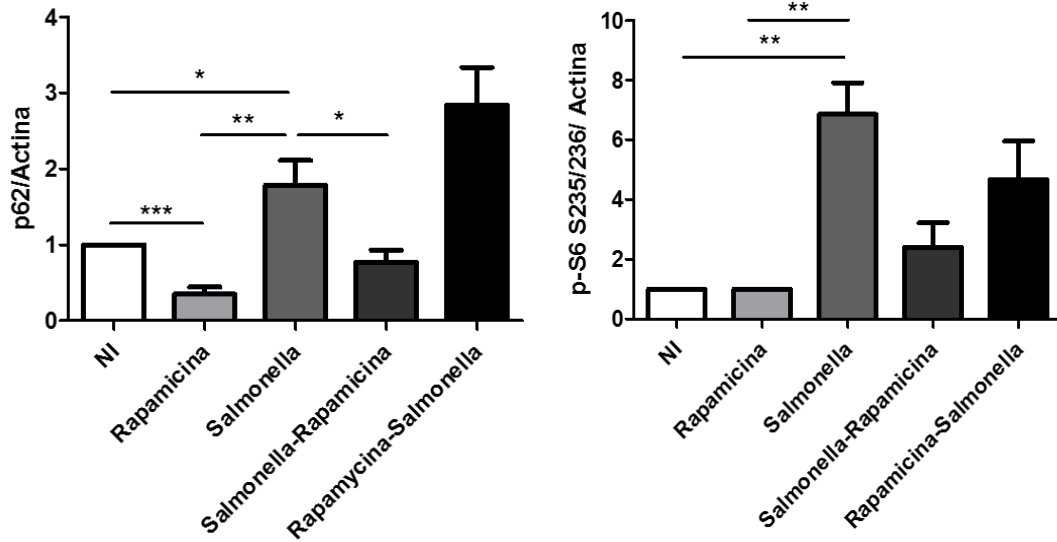 p62/Actina
4
3
2
1
0
*
**
*
***
NI
Rapamicina
Salmonella
Salmonella-Rapamicina
Rapamycina-Salmonella
p-S6 S235/236/ Actina
10
8
6
4
2
0
**
**
NI
Rapamicina
Salmonella
Salmonella-Rapamicina
Rapamicina-Salmonella